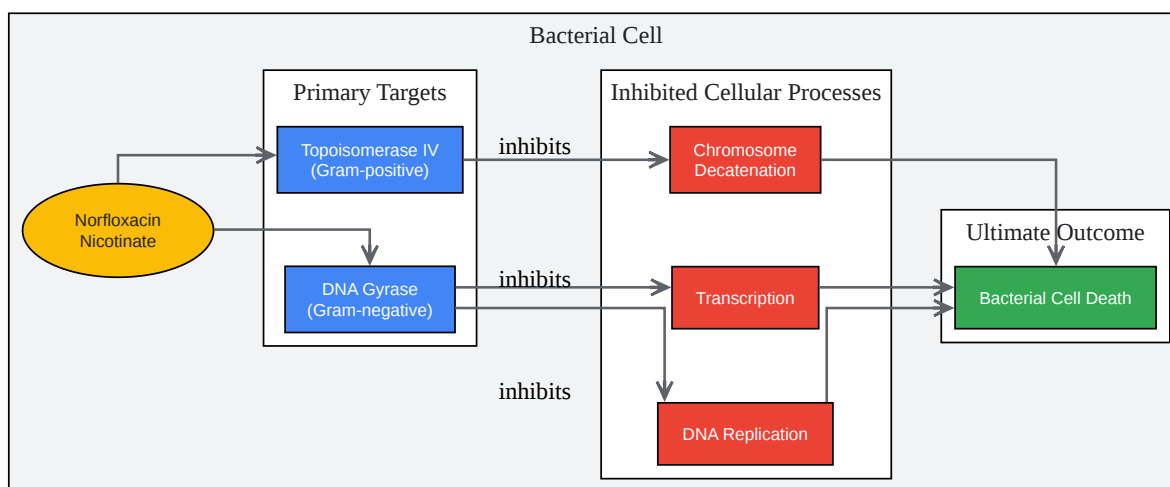 Bacterial Cell
Primary Targets
Inhibited Cellular Processes
Topoisomerase IV
(Gram-positive)
inhibits
Chromosome
Decatenation
Norfloxacin
Nicotinate
Ultimate Outcome
DNA Gyrase
(Gram-negative)
inhibits
Transcription
Bacterial Cell Death
inhibits
DNA Replication